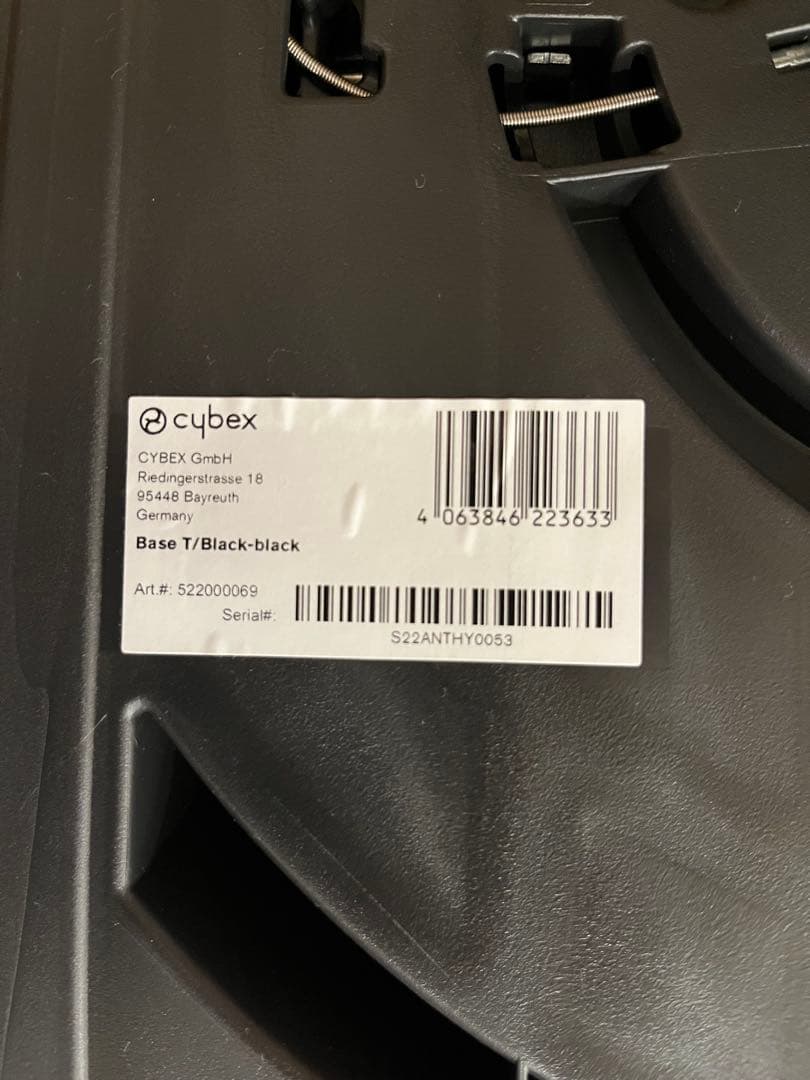 cybex
CYBEX GmbH
Riedingerstrasse 18
95448 Bayreuth
Germany
4 063846 223633
Base T/Black-black
Art.#: 522000069
Serial#:
S22ANTHY0053